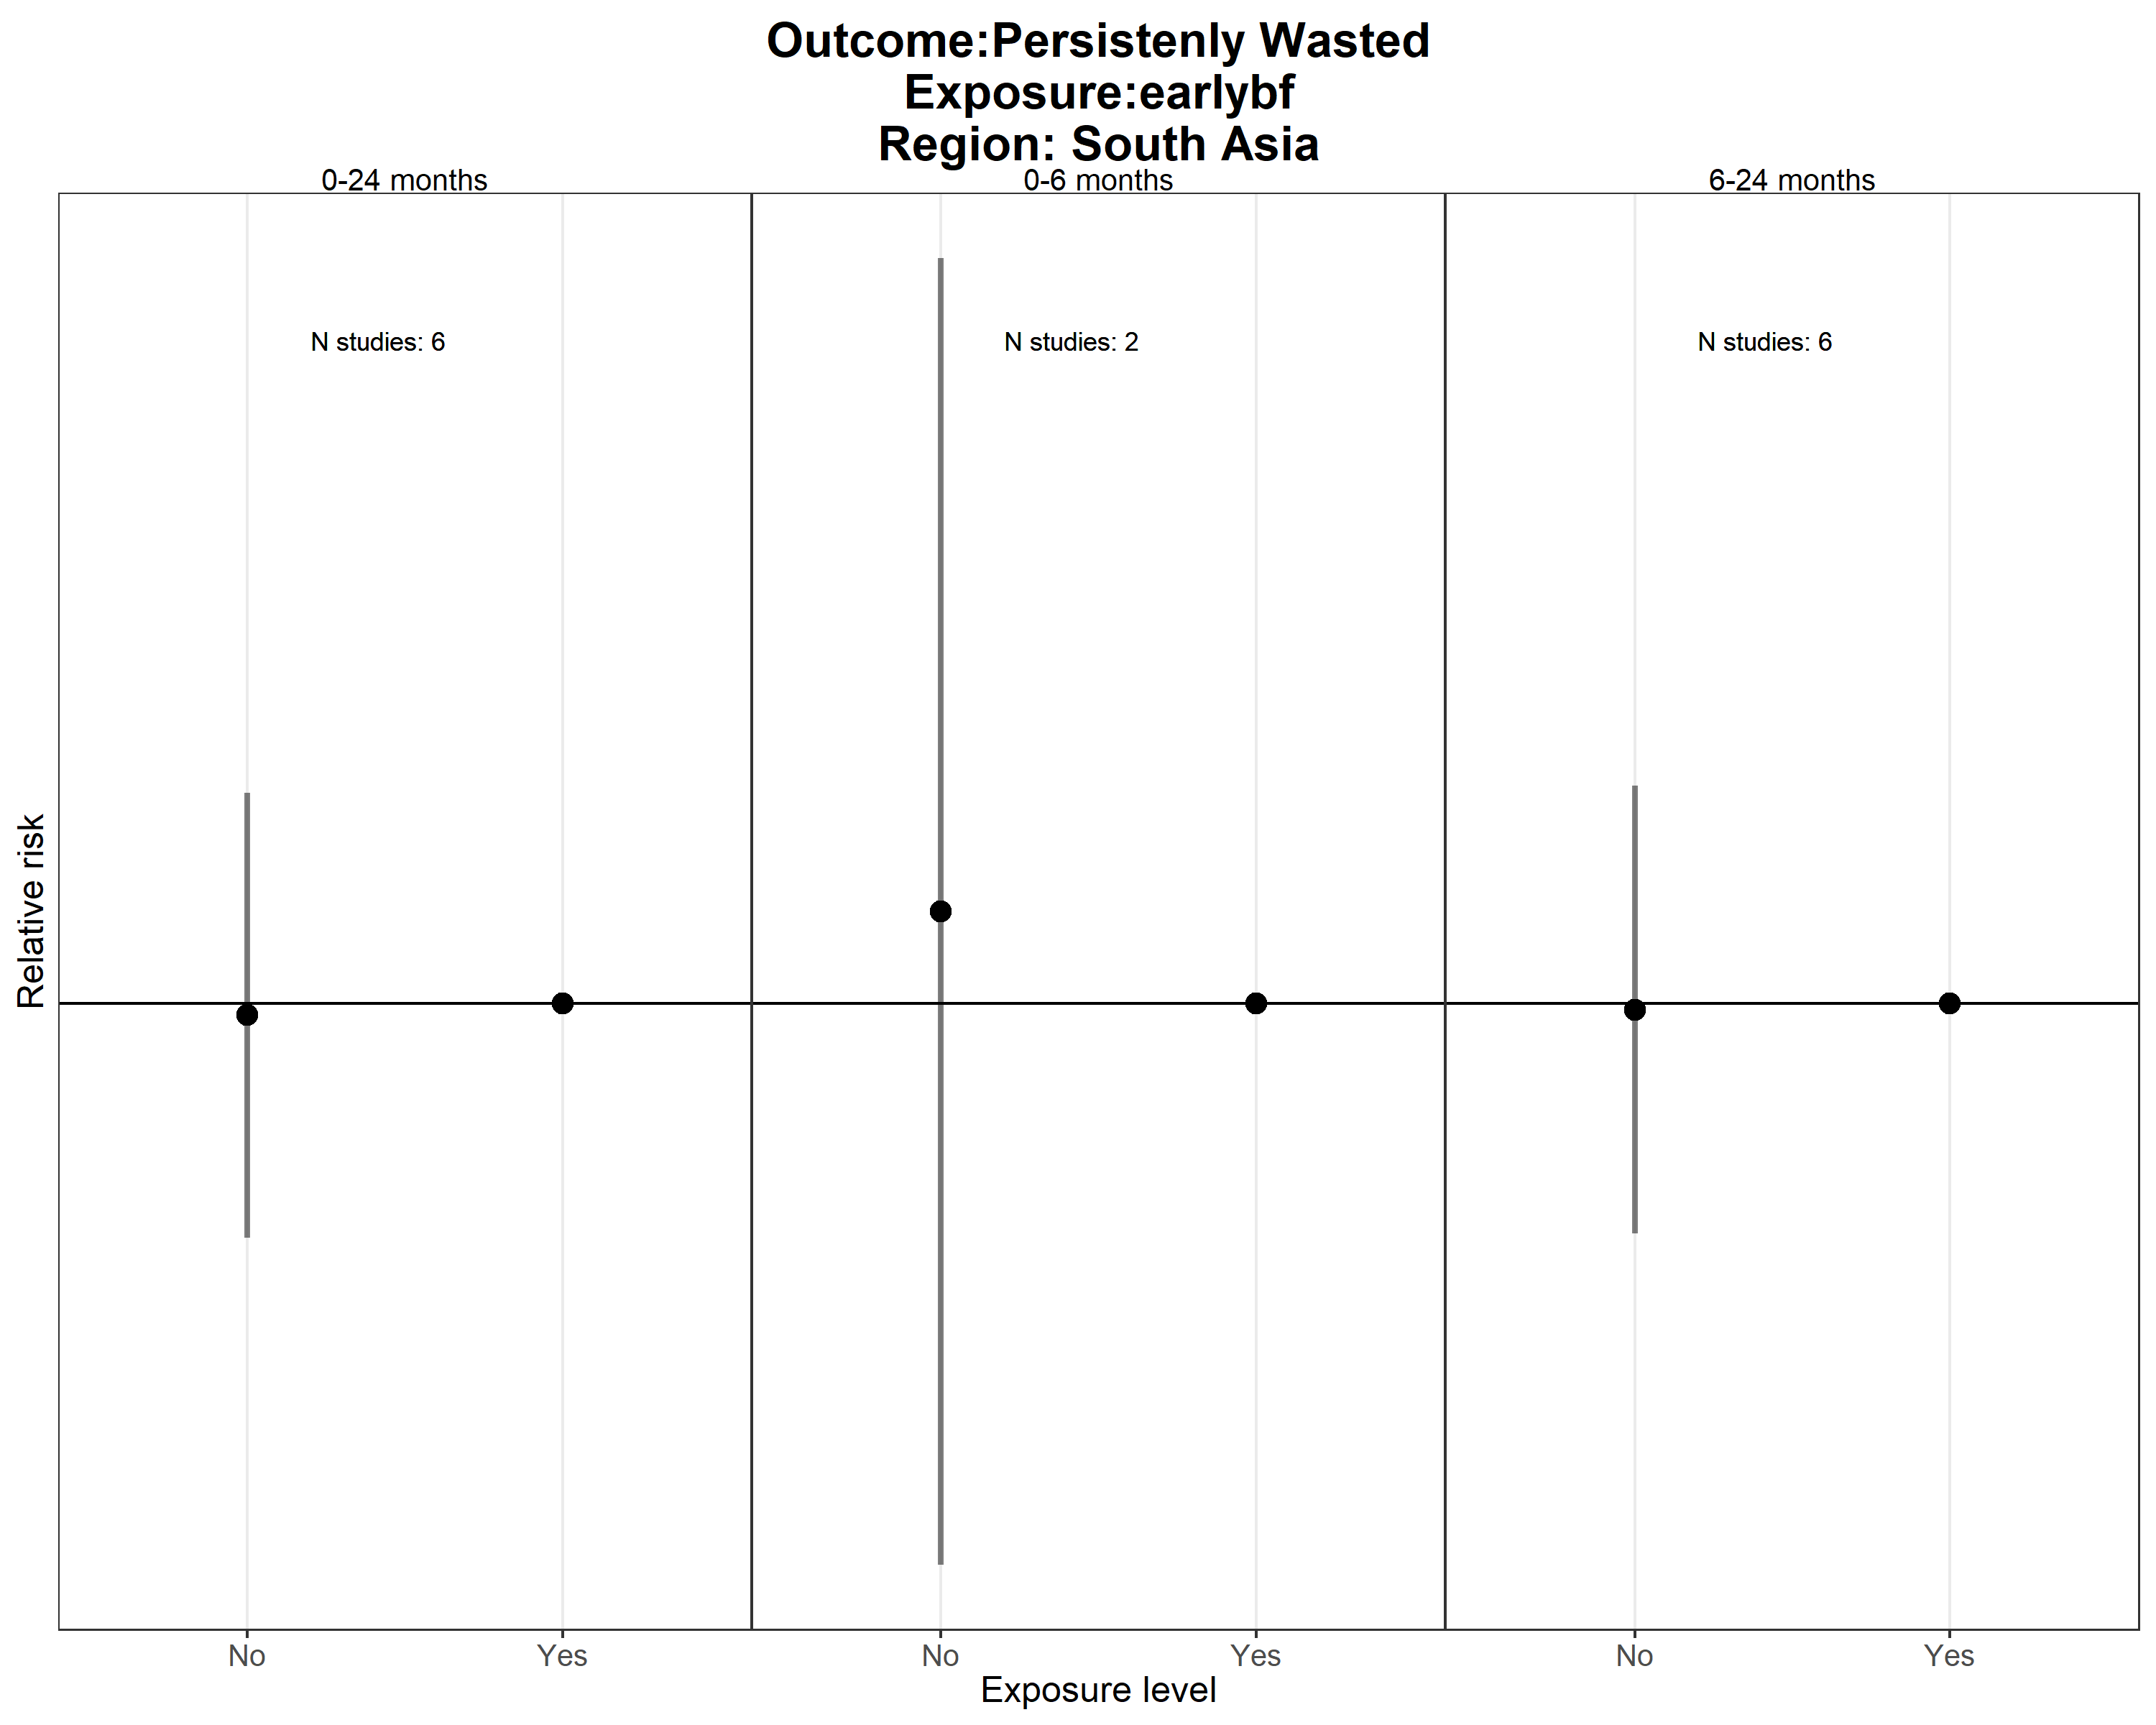 Outcome:Persistenly Wasted
Exposure:earlybf
Region: South Asia
0-24 months
0-6 months
6-24 months
N studies: 6
N studies: 2
N studies: 6
Relative risk
No
Yes
No
Yes
No
Yes
Exposure level